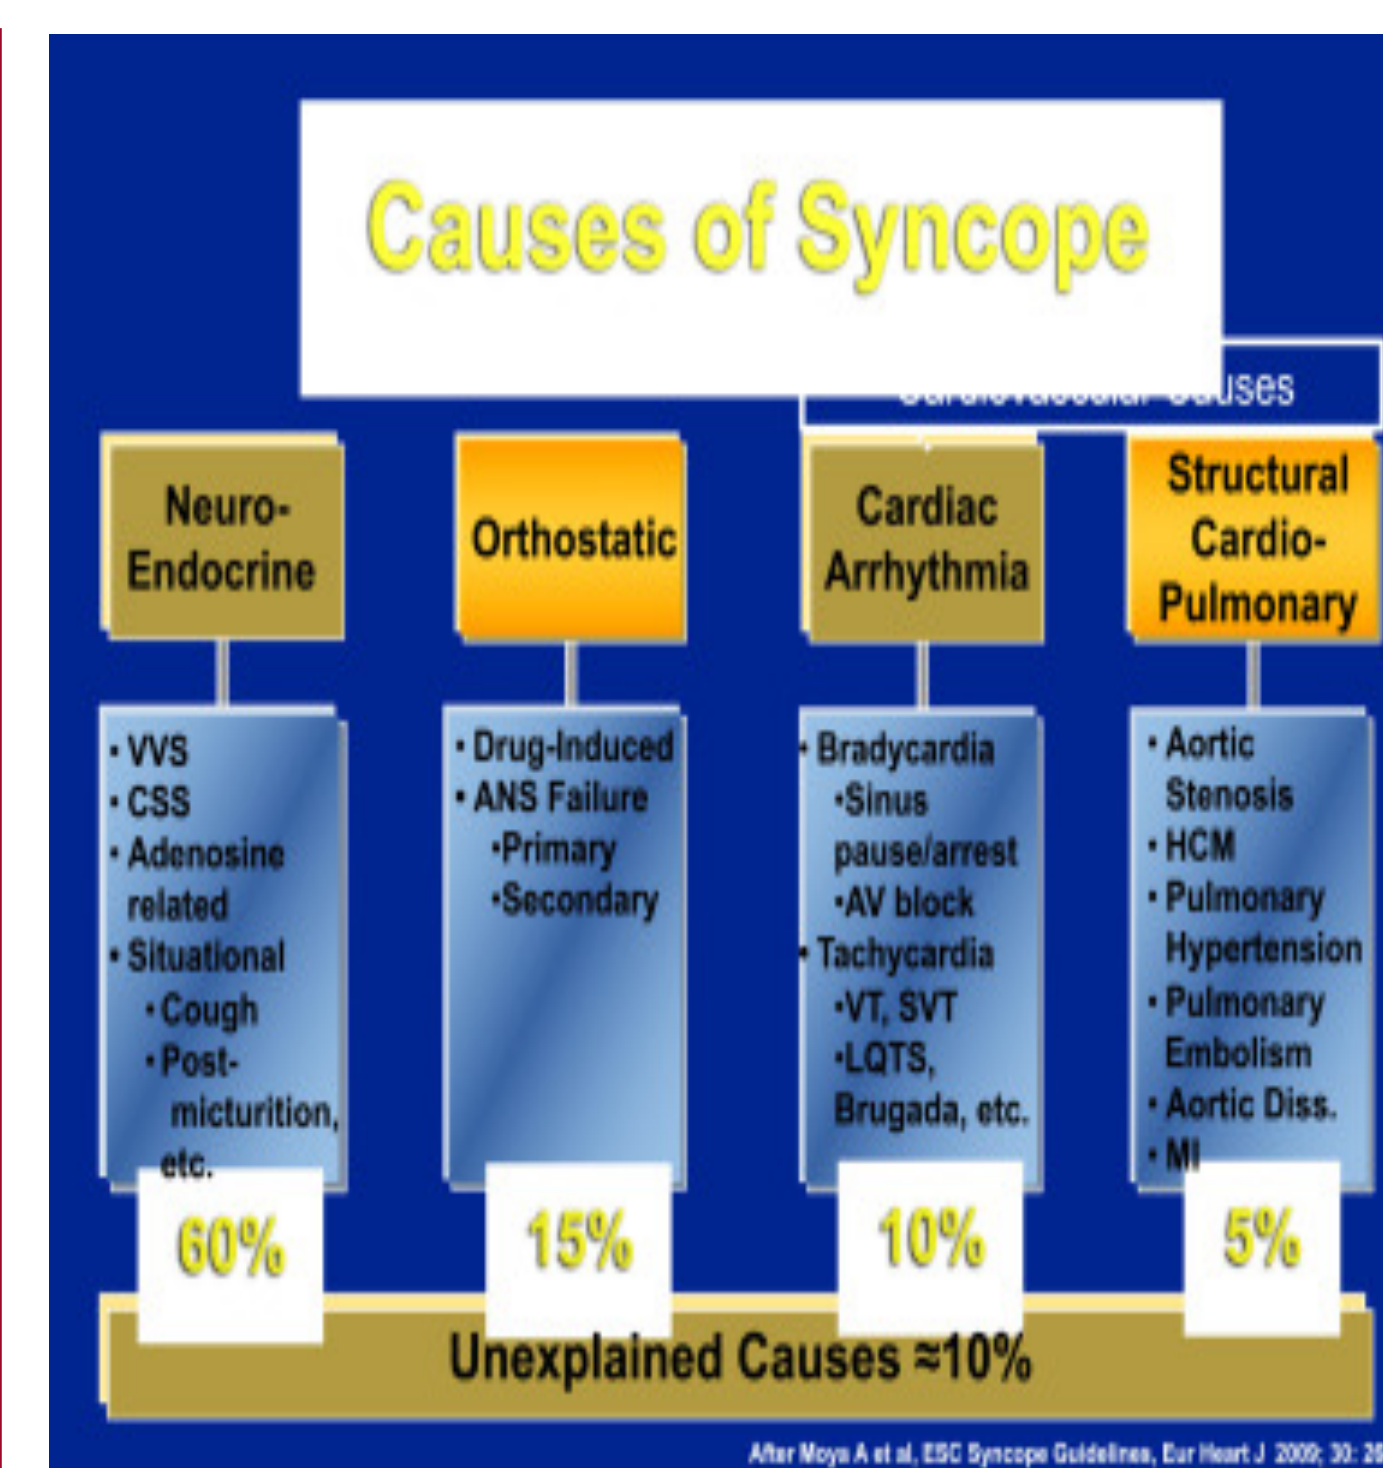 Causes of Syncope
Cardiovascular Causes
Neuro-
Endocrine
Orthostatic
Cardiac
Arrhythmia
Structural
Cardio-
Pulmonary
• VVS
• CSS
• Adenosine
related
• Situational
• Cough
• Post-
micturition,
etc.
• Drug-Induced
• ANS Failure
•Primary
•Secondary
• Bradycardia
•Sinus
pause/arrest
•AV block
• Tachycardia
•VT, SVT
•LQTS,
Brugada, etc.
• Aortic
Stenosis
• HCM
• Pulmonary
Hypertension
• Pulmonary
Embolism
• Aortic Diss.
• MI
60%
15%
10%
5%
Unexplained Causes ≈10%
After Moya A et al, ESC Syncope Guidelines, Eur Heart J 2009; 30: 26